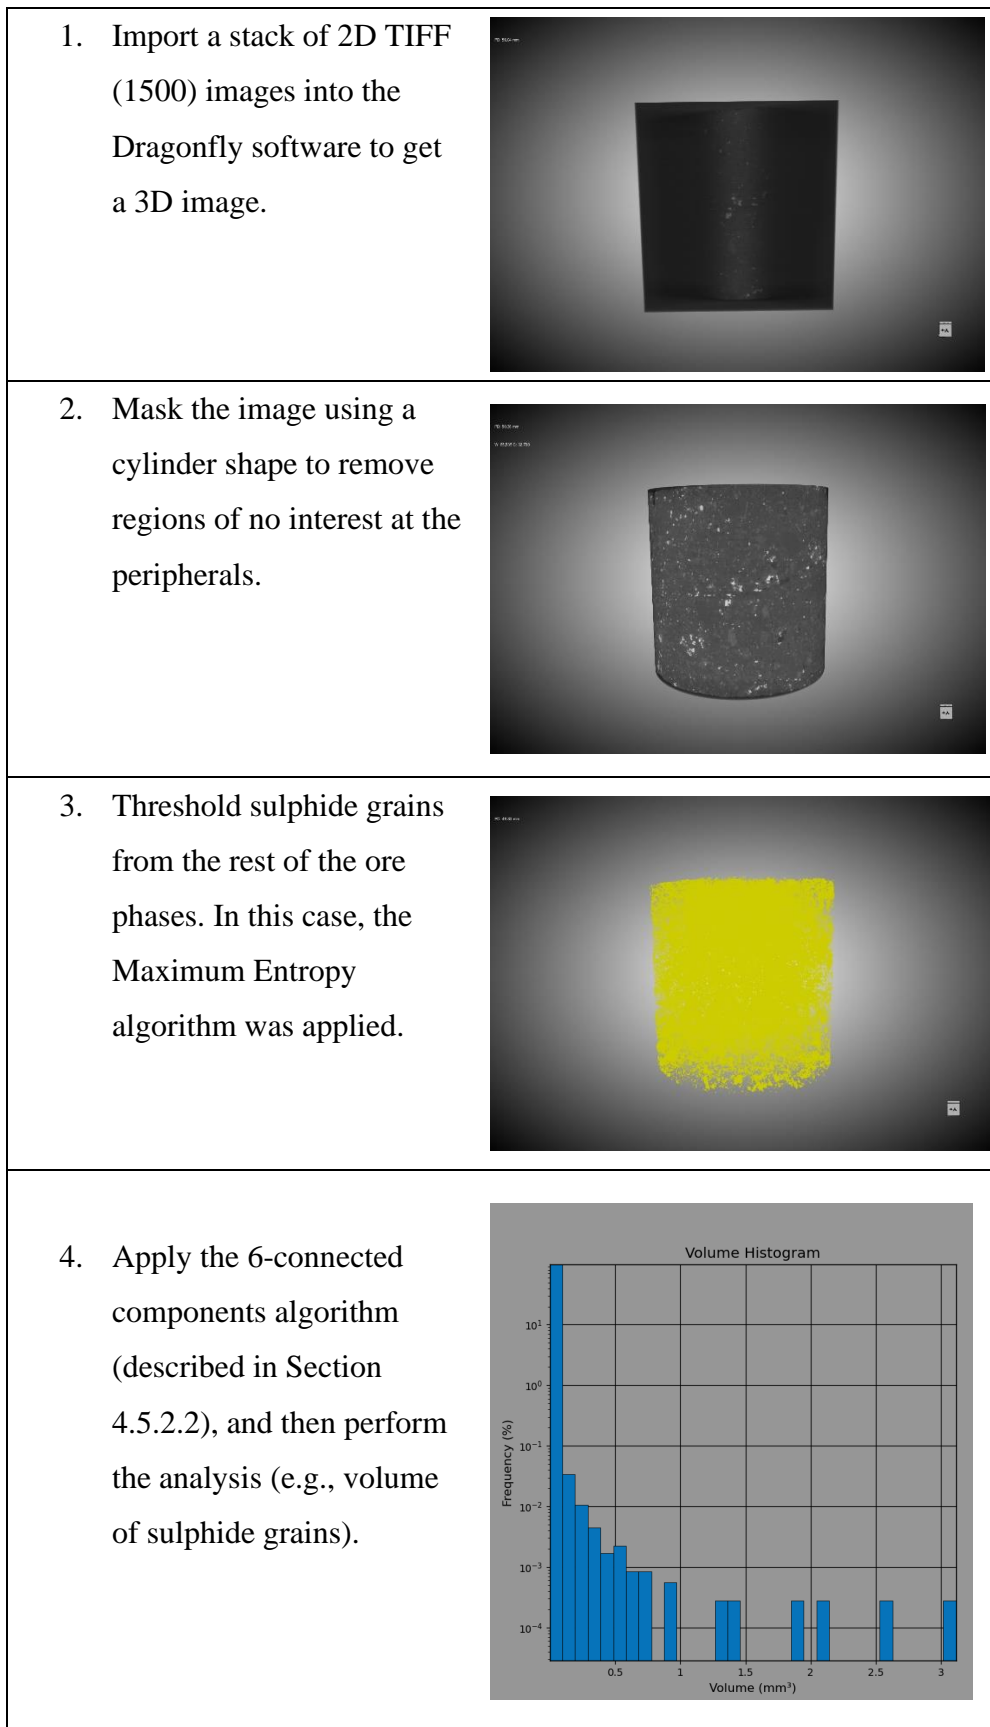 1. Import a stack of 2D TIFF
(1500) images into the
Dragonfly software to get
a 3D image.
2. Mask the image using a
cylinder shape to remove
regions of no interest at the
peripherals.
3. Threshold sulphide grains
from the rest of the ore
phases. In this case, the
Maximum Entropy
algorithm was applied.
4. Apply the 6-connected
components algorithm
(described in Section
4.5.2.2), and then perform
the analysis (e.g., volume
of sulphide grains).
Volume Histogram
Frequency (%)
10¹
10⁰
10⁻¹
10⁻²
10⁻³
10⁻⁴
0.5 1 1.5 2 2.5 3
Volume (mm³)